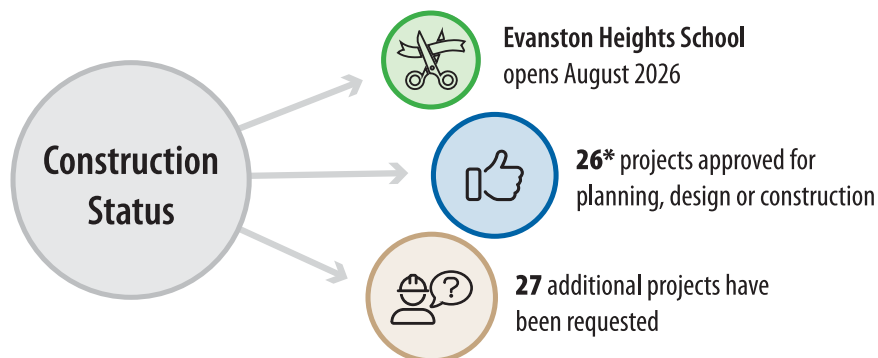 Construction
Status
Evanston Heights School
opens August 2026
26* projects approved for
planning, design or construction
?
27 additional projects have
been requested